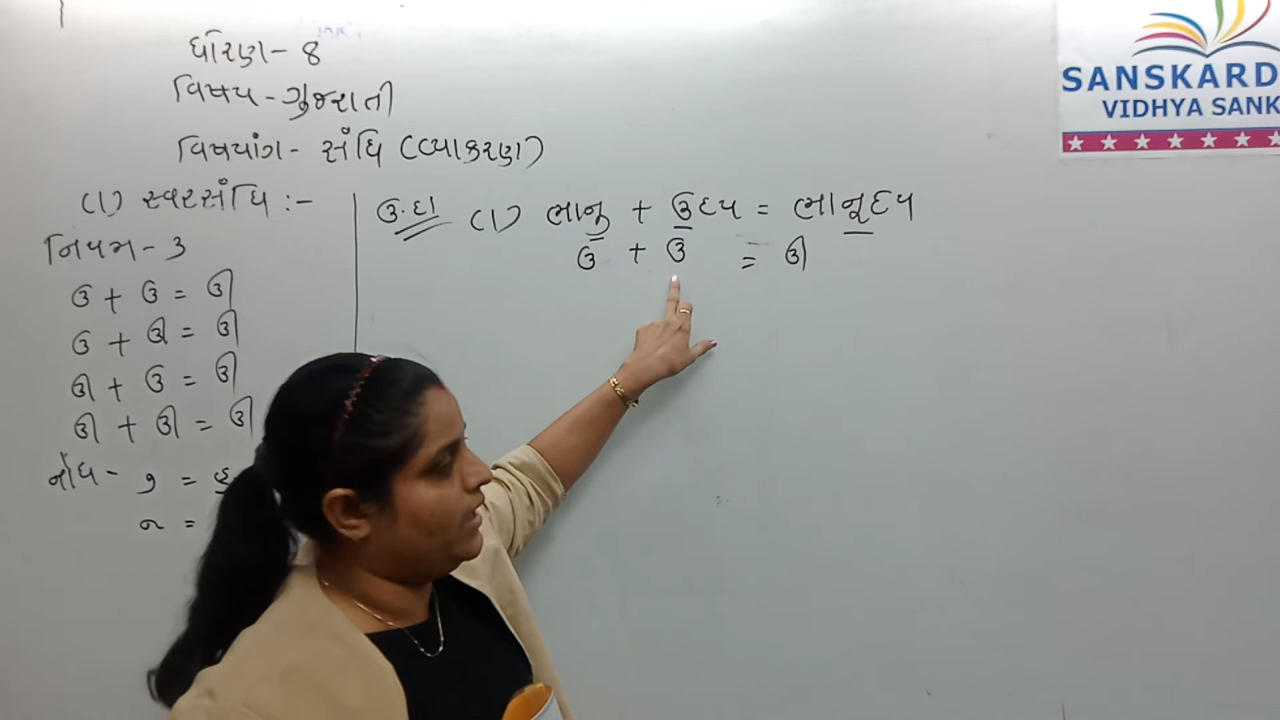 ધોરણ - 8
વિષય - ગુજરાતી
વિષયાંગ - સંધિ (વ્યાકરણ)
(1) સ્વરસંધિ :-
નિયમ - 3
ઉ + ઉ = ઊ
ઉ + ઊ = ઊ
ઊ + ઉ = ઊ
ઊ + ઊ = ઊ
નોંધ - ુ = ઉ
ૂ =
ઉ.દા (1) ભાનુ + ઉદય = ભાનૂદય
ઉ + ઉ = ઊ
SANSKARD
VIDHYA SANK